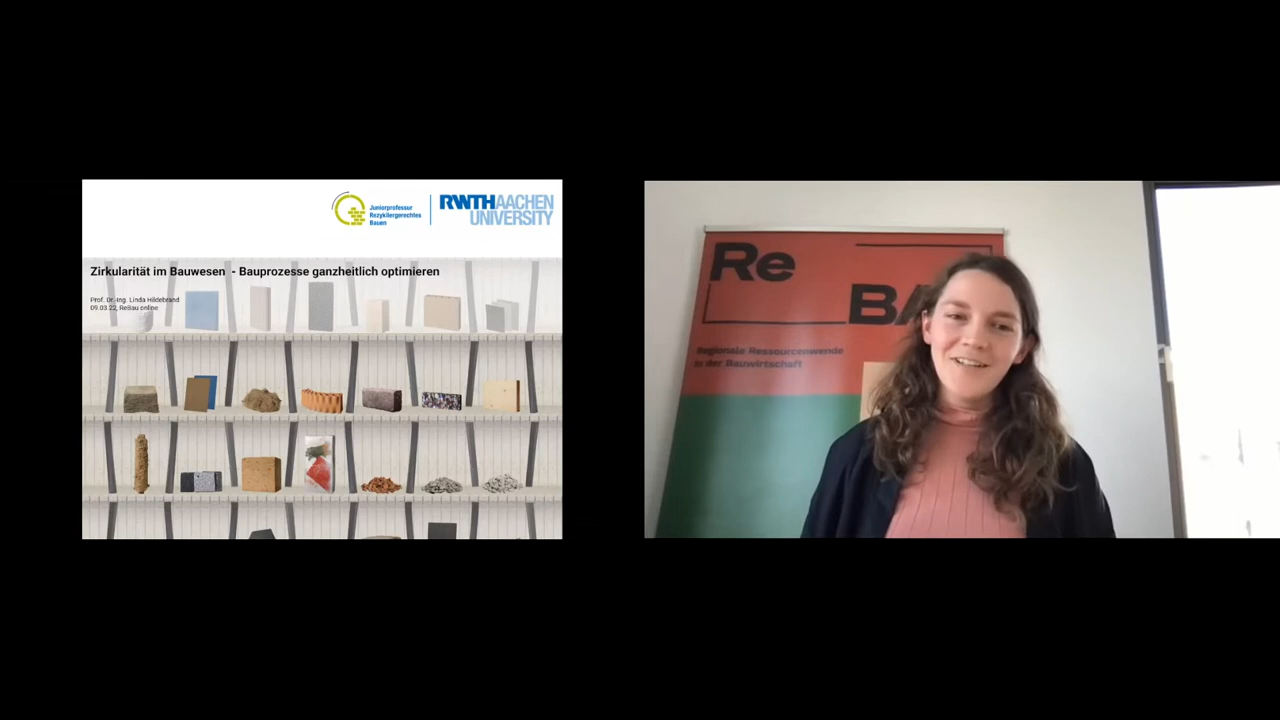 Juniorprofessur
Rezykliergerechtes
Bauen
RWTHAACHEN
UNIVERSITY
Zirkularität im Bauwesen - Bauprozesse ganzheitlich optimieren
Prof. Dr.-Ing. Linda Hildebrand
09.03.22, ReBau online
Re
BA
Regionale Ressourcenwende
in der Bauwirtschaft